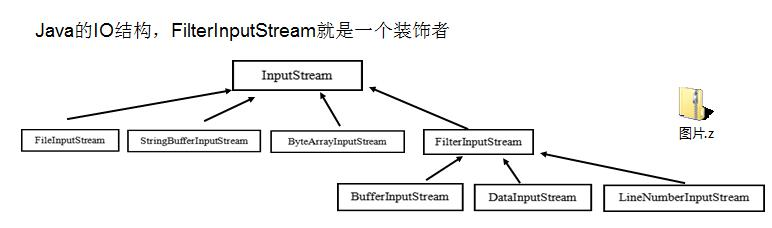 Java的IO结构，FilterInputStream就是一个装饰者
InputStream
图片.z
FileInputStream
StringBufferInputStream
ByteArrayInputStream
FilterInputStream
BufferInputStream
DataInputStream
LineNumberInputStream